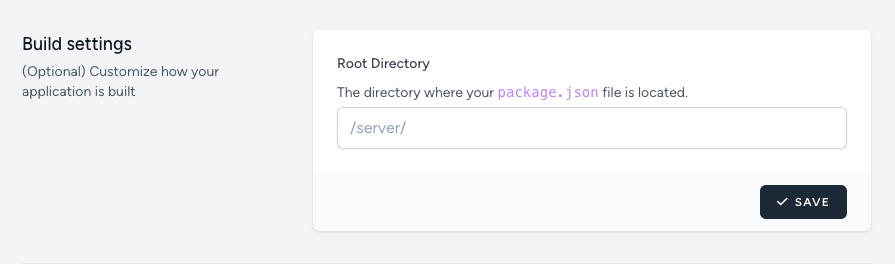 Build settings
(Optional) Customize how your
application is built
Root Directory
The directory where your package.json file is located.
/server/
SAVE